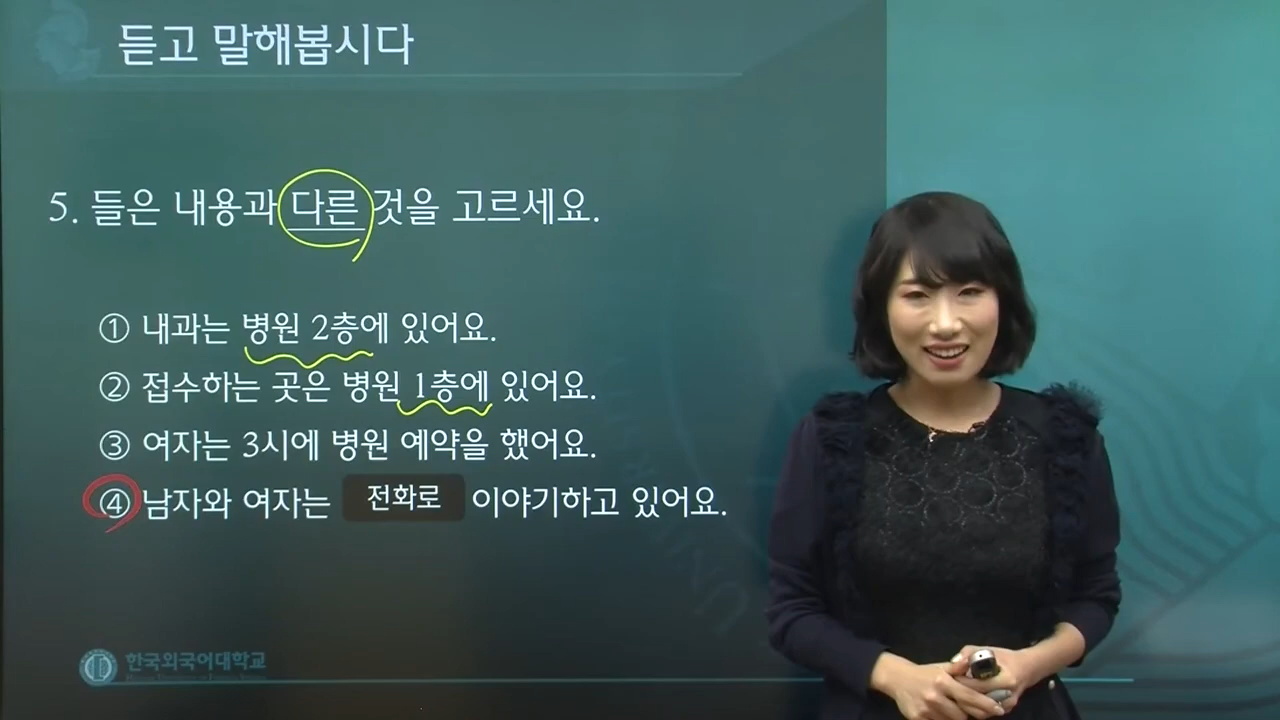 듣고 말해봅시다
5. 들은 내용과 다른 것을 고르세요.
① 내과는 병원 2층에 있어요.
② 접수하는 곳은 병원 1층에 있어요.
③ 여자는 3시에 병원 예약을 했어요.
④ 남자와 여자는 전화로 이야기하고 있어요.
한국외국어대학교